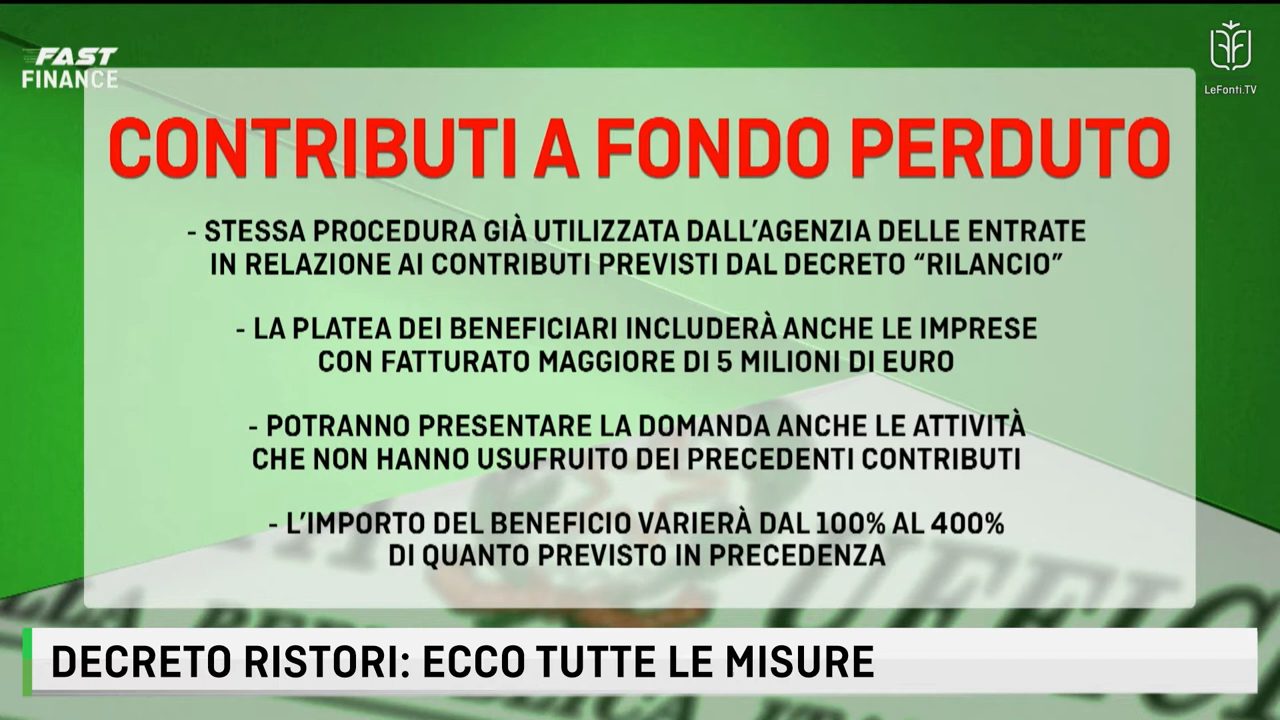 FAST
FINANCE
LeFonti.TV
CONTRIBUTI A FONDO PERDUTO
- STESSA PROCEDURA GIÀ UTILIZZATA DALL'AGENZIA DELLE ENTRATE
IN RELAZIONE AI CONTRIBUTI PREVISTI DAL DECRETO “RILANCIO”
- LA PLATEA DEI BENEFICIARI INCLUDERÀ ANCHE LE IMPRESE
CON FATTURATO MAGGIORE DI 5 MILIONI DI EURO
- POTRANNO PRESENTARE LA DOMANDA ANCHE LE ATTIVITÀ
CHE NON HANNO USUFRUITO DEI PRECEDENTI CONTRIBUTI
- L'IMPORTO DEL BENEFICIO VARIERÀ DAL 100% AL 400%
DI QUANTO PREVISTO IN PRECEDENZA
DECRETO RISTORI: ECCO TUTTE LE MISURE